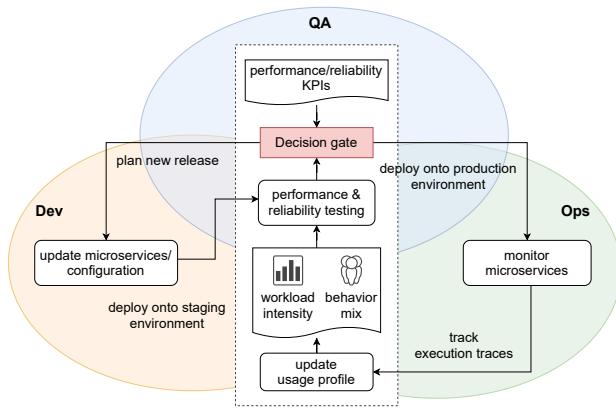 QA
performance/reliability
KPIs
Decision gate
plan new release
deploy onto production
environment
performance &
reliability testing
Dev
Ops
update microservices/
configuration
monitor
microservices
workload
intensity
behavior
mix
deploy onto staging
environment
track
execution traces
update
usage profile